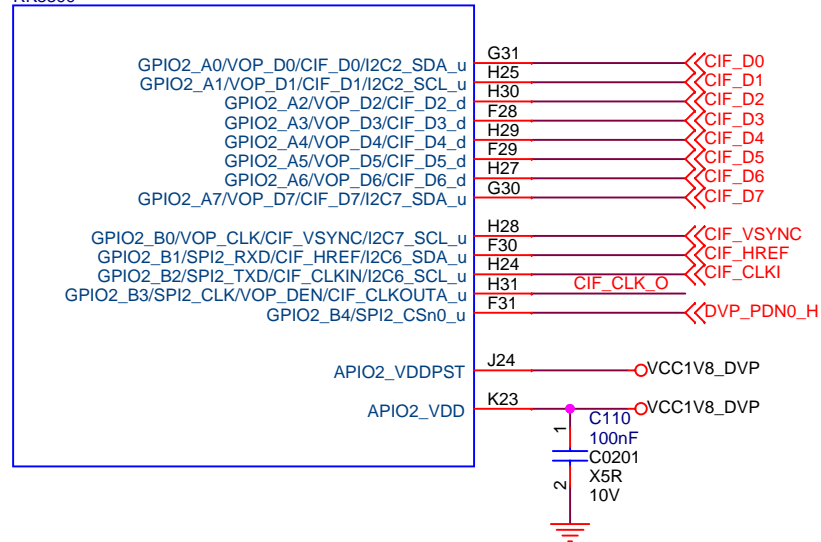 GPIO2_A0/VOP_D0/CIF_D0/I2C2_SDA_u G31 CIF_D0
GPIO2_A1/VOP_D1/CIF_D1/I2C2_SCL_u H25 CIF_D1
GPIO2_A2/VOP_D2/CIF_D2_d H30 CIF_D2
GPIO2_A3/VOP_D3/CIF_D3_d F28 CIF_D3
GPIO2_A4/VOP_D4/CIF_D4_d H29 CIF_D4
GPIO2_A5/VOP_D5/CIF_D5_d F29 CIF_D5
GPIO2_A6/VOP_D6/CIF_D6_d H27 CIF_D6
GPIO2_A7/VOP_D7/CIF_D7/I2C7_SDA_u G30 CIF_D7
GPIO2_B0/VOP_CLK/CIF_VSYNC/I2C7_SCL_u H28 CIF_VSYNC
GPIO2_B1/SPI2_RXD/CIF_HREF/I2C6_SDA_u F30 CIF_HREF
GPIO2_B2/SPI2_TXD/CIF_CLKIN/I2C6_SCL_u H24 CIF_CLKI
GPIO2_B3/SPI2_CLK/VOP_DEN/CIF_CLKOUTA_u H31 CIF_CLK_O
GPIO2_B4/SPI2_CSn0_u F31 DVP_PDN0_H
APIO2_VDDPST J24 VCC1V8_DVP
APIO2_VDD K23 VCC1V8_DVP
1 C110
100nF
C0201
X5R
2 10V